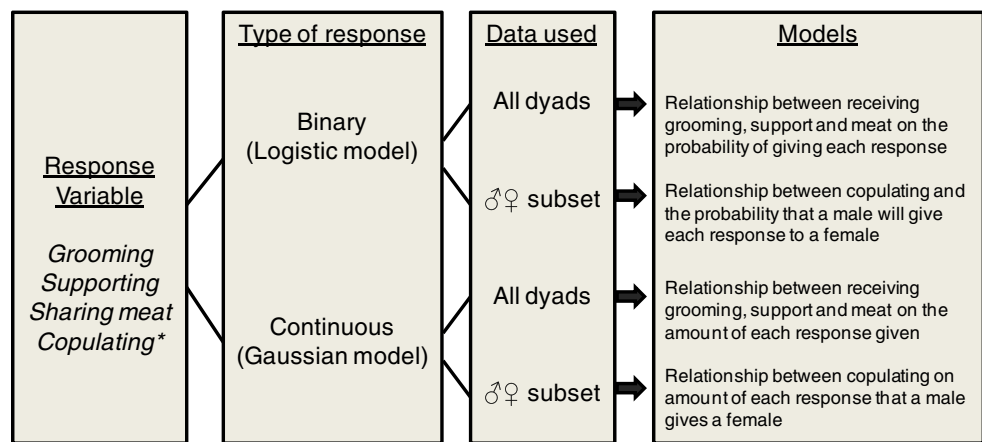 Response
Variable
Grooming
Supporting
Sharing meat
Copulating*
Type of response
Binary
(Logistic model)
Continuous
(Gaussian model)
Data used
All dyads
♂♀ subset
All dyads
♂♀ subset
Models
Relationship between receiving
grooming, support and meat on the
probability of giving each response
Relationship between copulating and
the probability that a male will give
each response to a female
Relationship between receiving
grooming, support and meat on the
amount of each response given
Relationship between copulating on
amount of each response that a male
gives a female